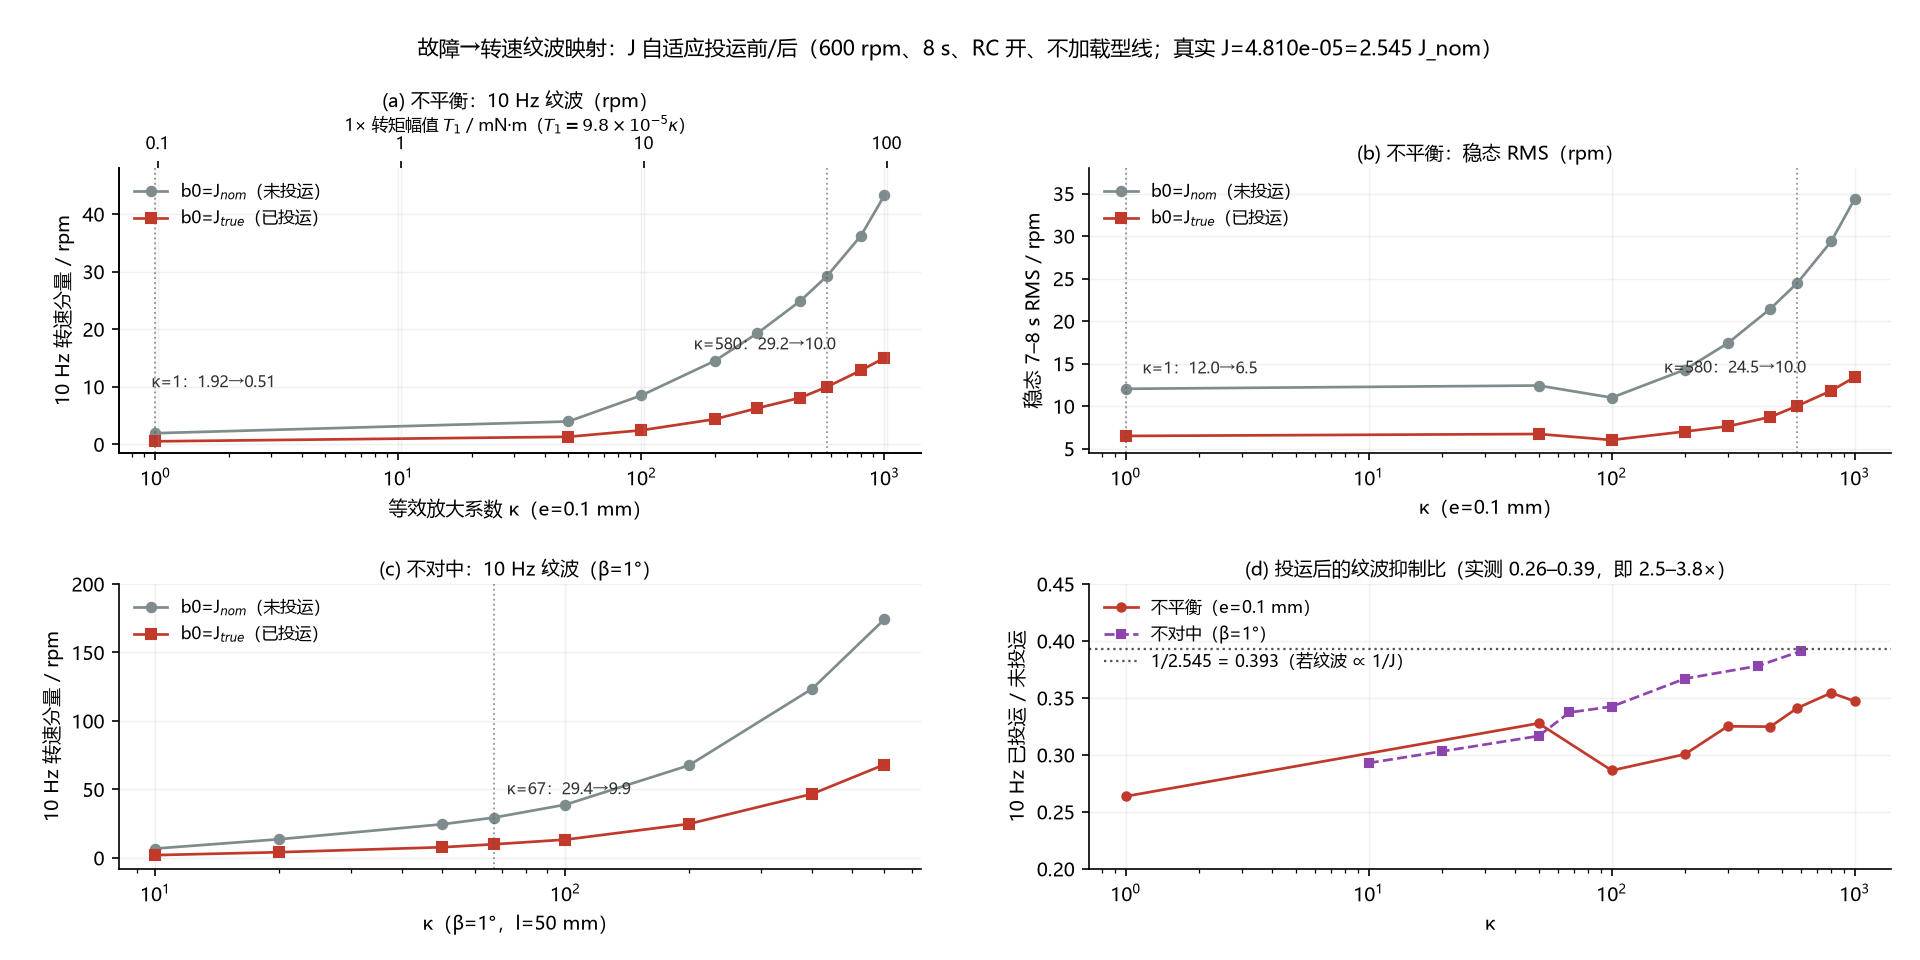 故障→转速纹波映射：J 自适应投运前/后（600 rpm、8 s、RC 开、不加载型线；真实 J=4.810e-05=2.545 J_nom）
(a) 不平衡：10 Hz 纹波（rpm）
1× 转矩幅值 T₁ / mN·m（T₁ = 9.8 × 10⁻⁵κ）
0.1 1 10 100
b0=J_nom（未投运）
b0=J_true（已投运）
40
30
20
10
0
10 Hz 转速分量 / rpm
κ=580：29.2→10.0
κ=1：1.92→0.51
10⁰ 10¹ 10² 10³
等效放大系数 κ（e=0.1 mm）
(b) 不平衡：稳态 RMS（rpm）
b0=J_nom（未投运）
b0=J_true（已投运）
35
30
25
20
15
10
5
稳态 7–8 s RMS / rpm
κ=1：12.0→6.5
κ=580：24.5→10.0
10⁰ 10¹ 10² 10³
κ（e=0.1 mm）
(c) 不对中：10 Hz 纹波（β=1°）
b0=J_nom（未投运）
b0=J_true（已投运）
200
150
100
50
0
10 Hz 转速分量 / rpm
κ=67：29.4→9.9
10¹ 10²
κ（β=1°，l=50 mm）
(d) 投运后的纹波抑制比（实测 0.26–0.39，即 2.5–3.8×）
不平衡（e=0.1 mm）
不对中（β=1°）
1/2.545 = 0.393（若纹波 ∝ 1/J）
0.45
0.40
0.35
0.30
0.25
0.20
10 Hz 已投运 / 未投运
10⁰ 10¹ 10² 10³
κ